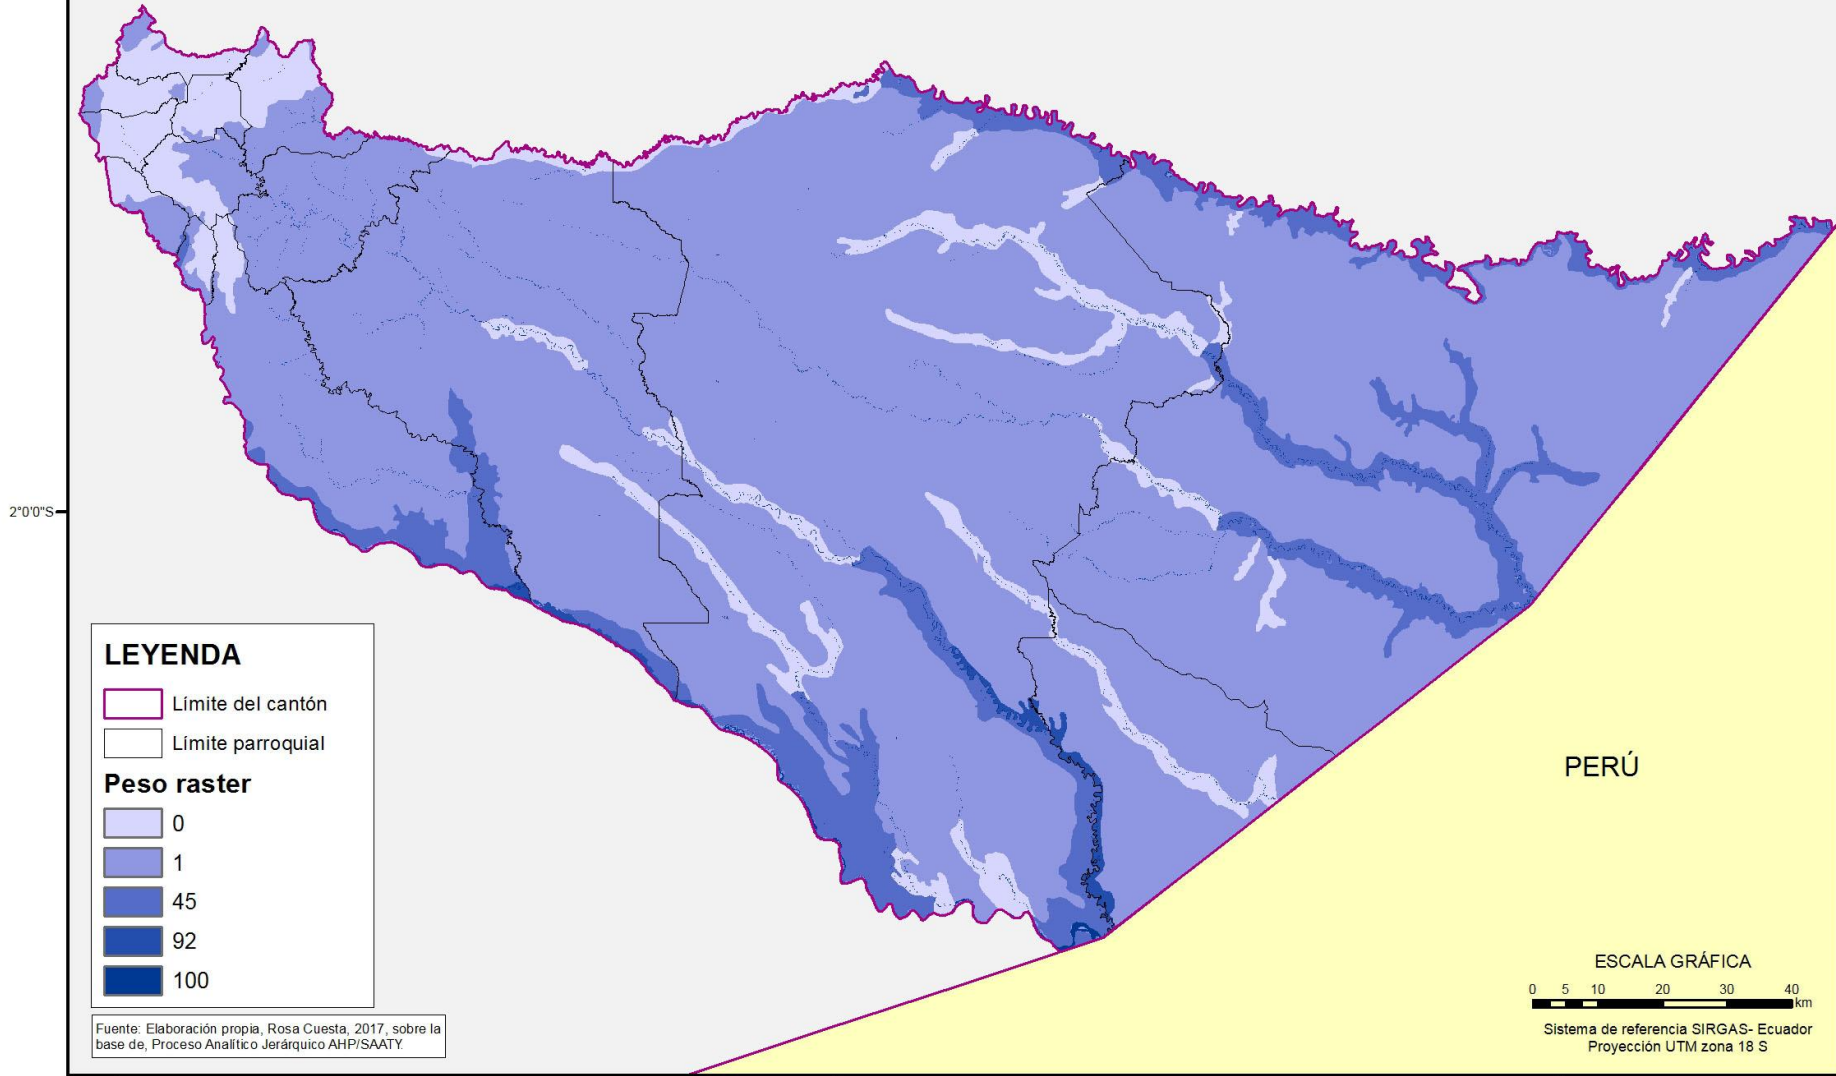 2°0'0"S
LEYENDA
Límite del cantón
Límite parroquial
Peso raster
0
1
45
92
100
Fuente: Elaboración propia, Rosa Cuesta, 2017, sobre la
base de, Proceso Analítico Jerárquico AHP/SAATY.
PERÚ
ESCALA GRÁFICA
0 5 10 20 30 40
km
Sistema de referencia SIRGAS- Ecuador
Proyección UTM zona 18 S